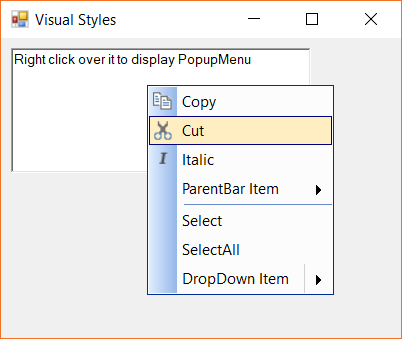 Visual Styles
Right click over it to display PopupMenu
Copy
Cut
Italic
ParentBar Item
Select
SelectAll
DropDown Item